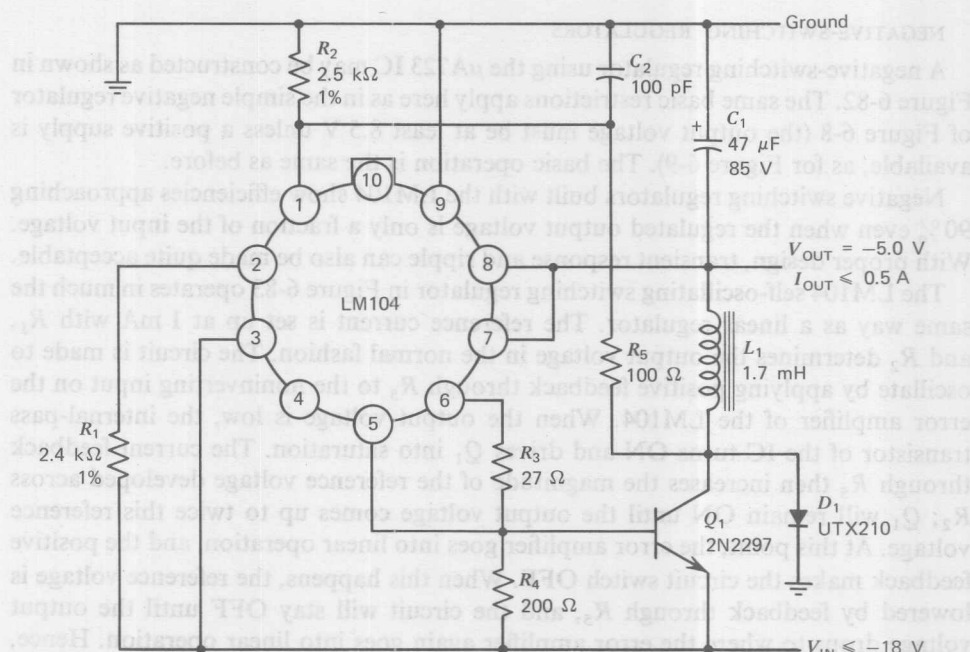 Ground
R2
2.5 kΩ
1%
C2
100 pF
+
C1
47 µF
85 V
10
1
9
2
8
LM104
3
7
4
6
5
VOUT = −5.0 V
IOUT ≤ 0.5 A
R5
100 Ω
L1
1.7 mH
R1
2.4 kΩ
1%
R3
27 Ω
Q1
2N2297
D1
UTX210
R4
200 Ω
VIN ≤ −18 V
NEGATIVE-SWITCHING REGULATORS
A negative-switching regulator using the µA723 IC may be constructed as shown in
Figure 6-82. The same basic restrictions apply here as in the simple negative regulator
of Figure 6-8 (the output voltage must be at least 8.5 V unless a positive supply is
available, as for Figure 6-9). The basic operation is the same as before.
Negative switching regulators built with the LM104 show efficiencies approaching
90% even when the regulated output voltage is only a fraction of the input voltage.
With proper design, transient response and ripple can also be made quite acceptable.
The LM104 self-oscillating switching regulator in Figure 6-83 operates in much the
same way as a linear regulator. The reference current is set up at 1 mA with
and R2 determines the output voltage in the normal fashion. The circuit is made to
oscillate by applying positive feedback through R5 to the noninverting input on the
error amplifier of the LM104. When the output voltage is low, the internal-pass
transistor of the IC turns ON and drives Q1 into saturation. The current feedback
through R5 then increases the magnitude of the reference voltage developed across
R2; Q1 will remain ON until the output voltage comes up to twice this reference
voltage. At this point, the error amplifier goes into linear operation, and the positive
feedback makes the circuit switch OFF. When this happens, the reference voltage is
lowered by feedback through R5, and the circuit will stay OFF until the output
voltage drops to where the error amplifier again goes into linear operation. Hence,